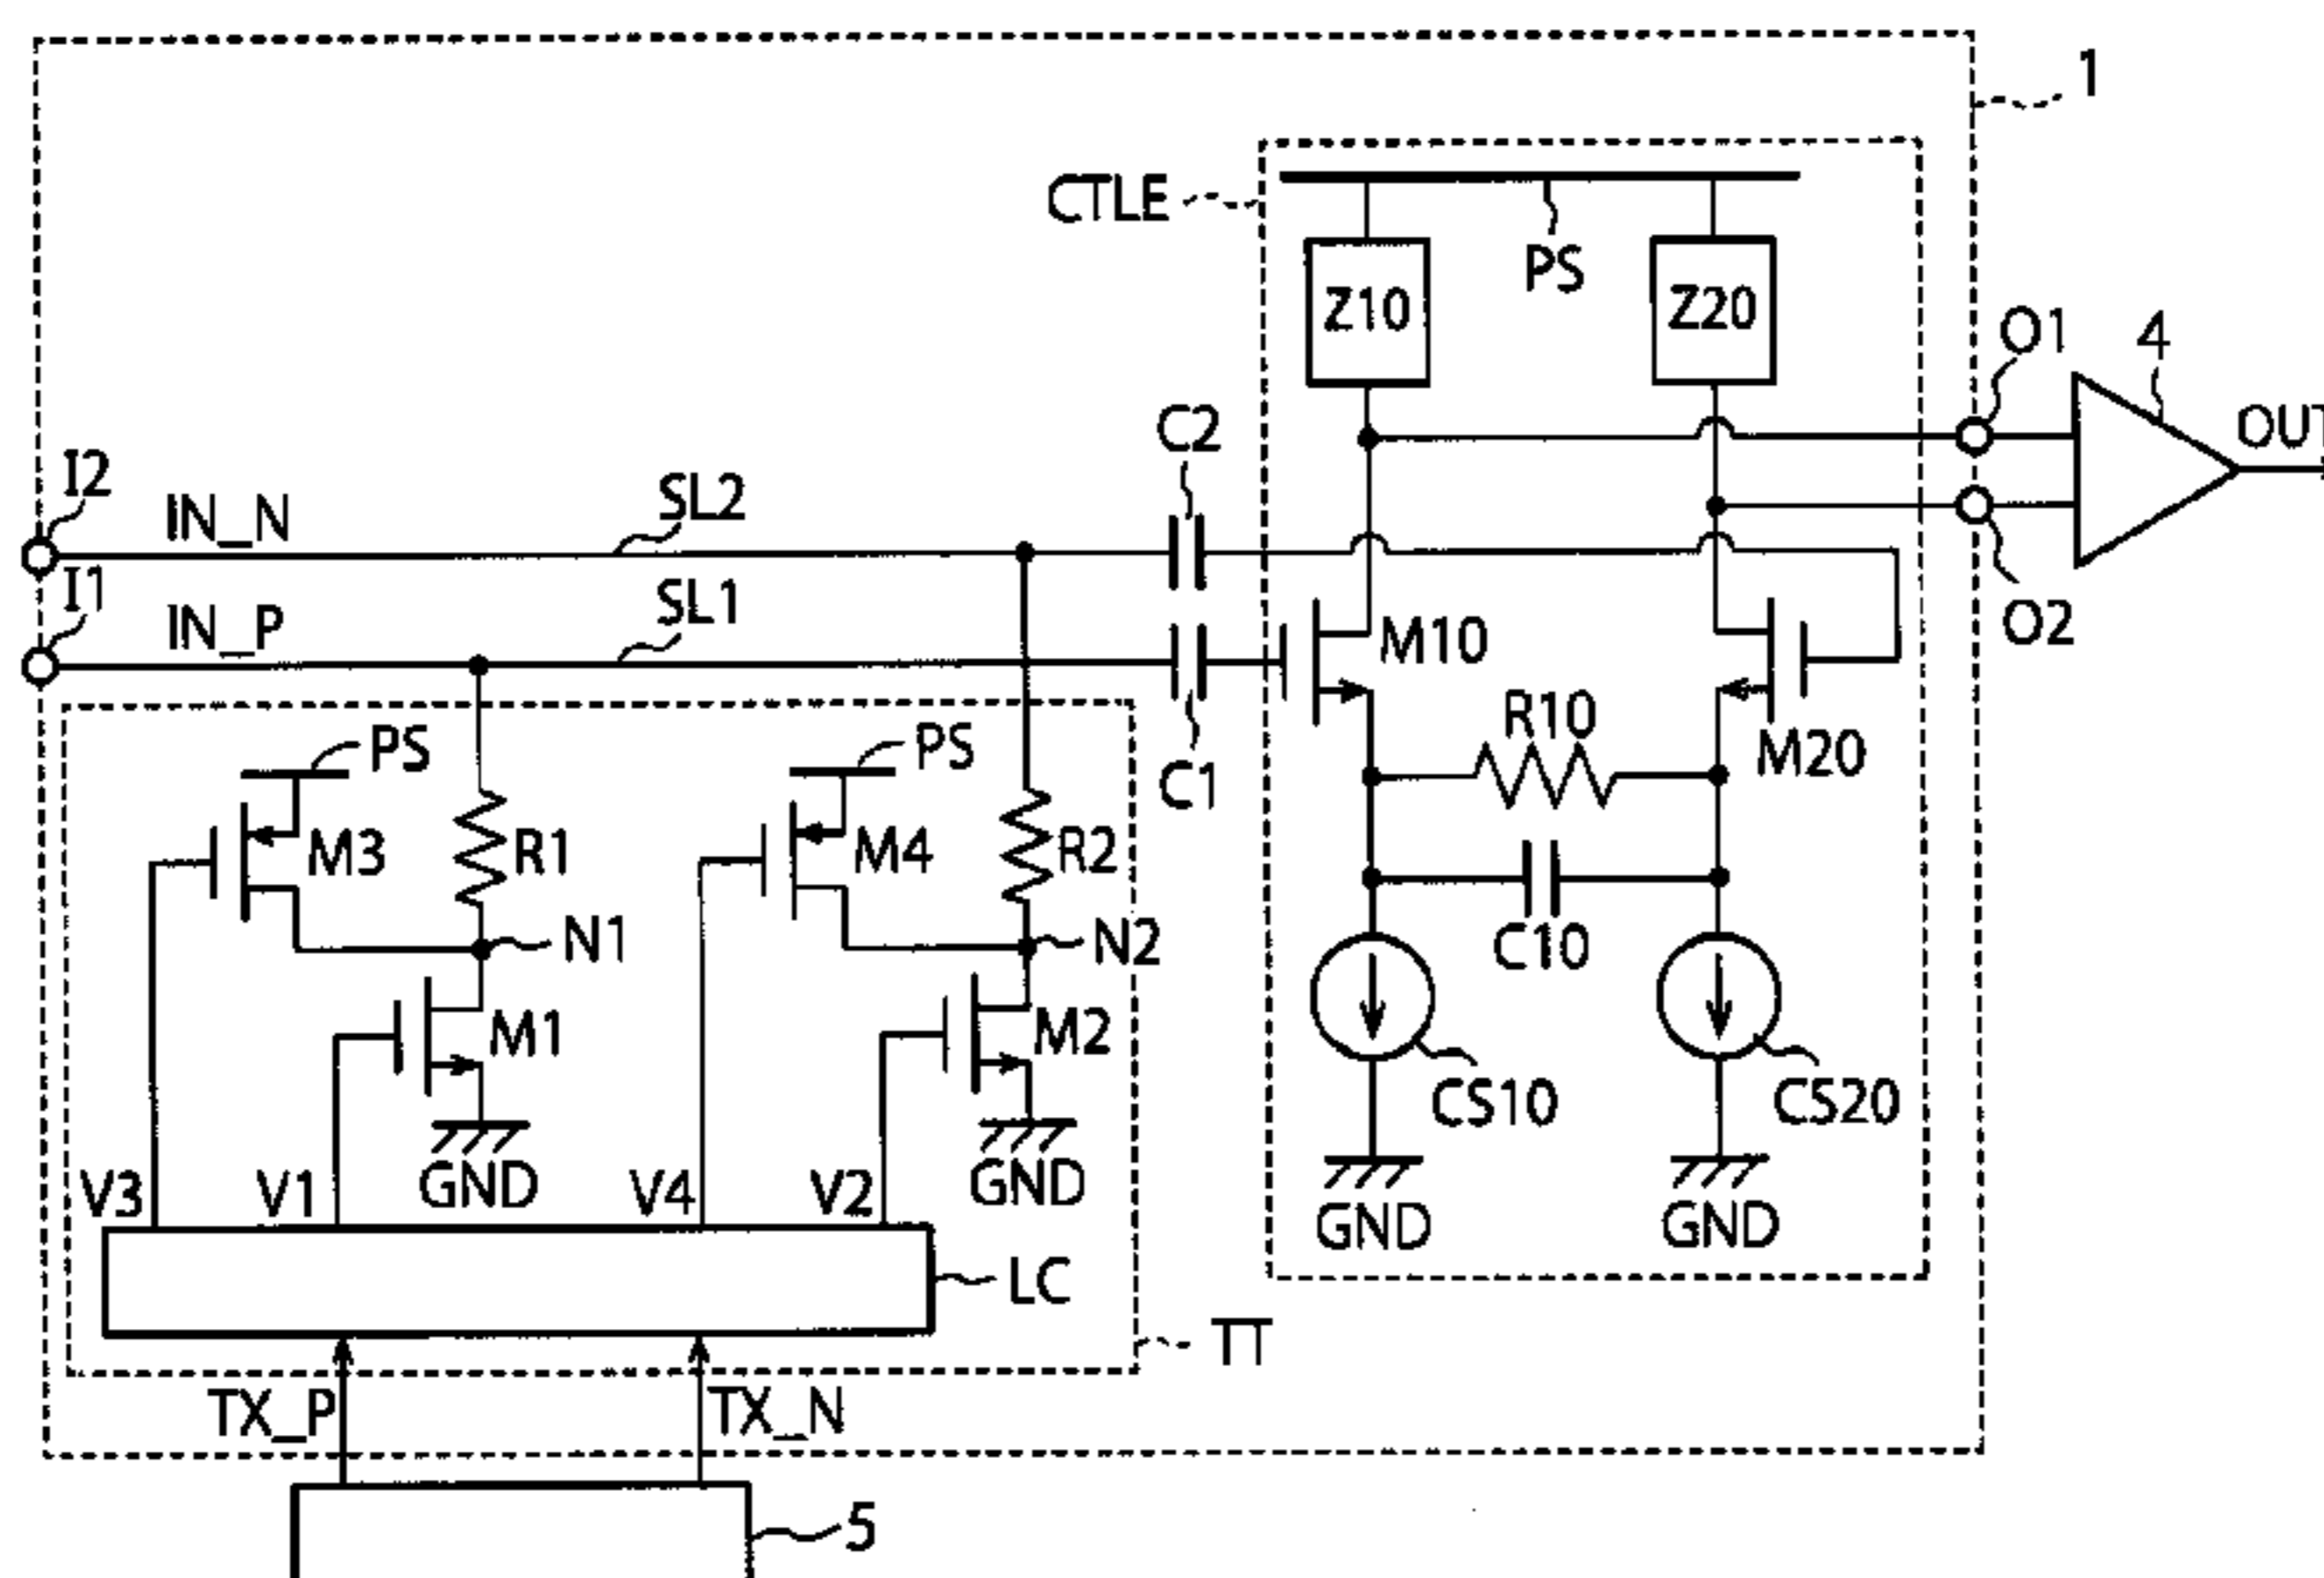 1
CTLE
PS
Z10
Z20
O1
4
OUT
C2
I2
IN_N
SL2
I1
IN_P
SL1
M10
O2
R10
M20
PS
PS
C1
M3
R1
M4
R2
N1
N2
C10
M1
M2
CS10
CS20
V3
V1
GND
V4
V2
GND
GND
GND
LC
TT
TX_P
TX_N
5